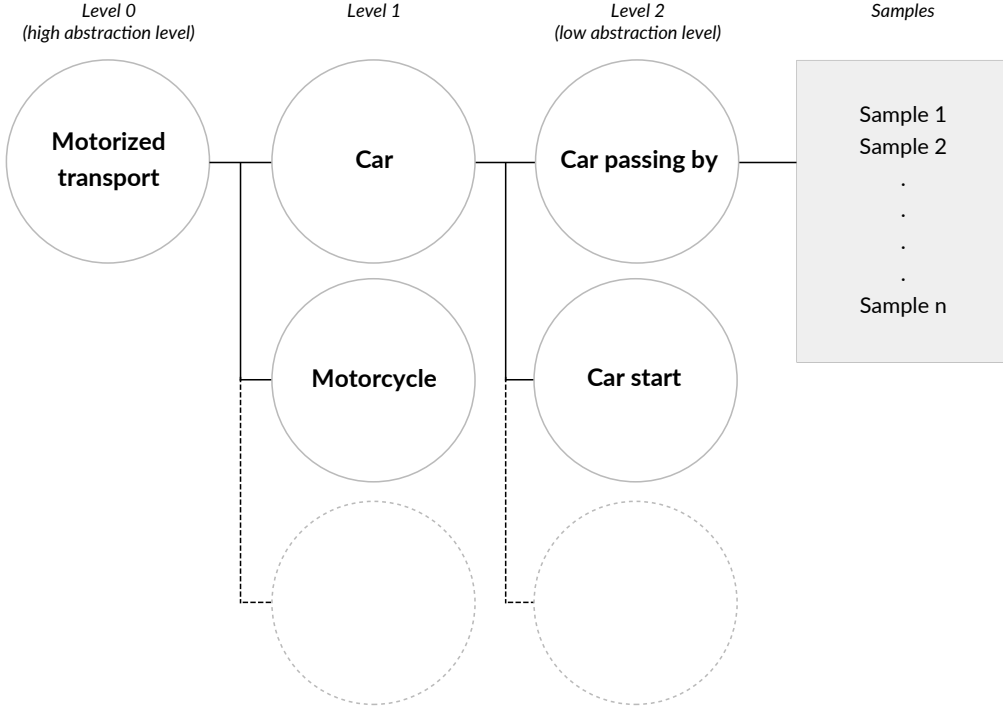 Level 0
(high abstraction level)
Level 1
Level 2
(low abstraction level)
Samples
Motorized
transport
Car
Car passing by
Sample 1
Sample 2
.
.
.
.
Sample n
Motorcycle
Car start